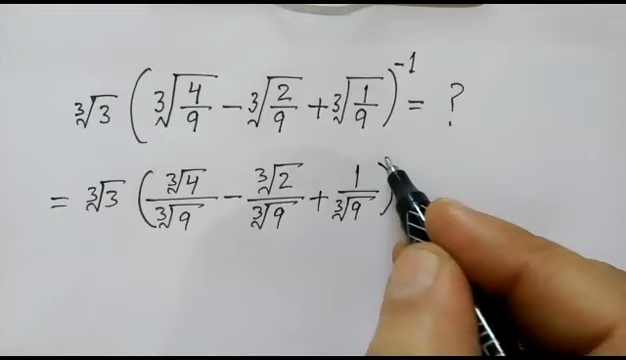 ∛3 (∛(4/9) − ∛(2/9) + ∛(1/9))⁻¹ = ?
= ∛3 (∛4/∛9 − ∛2/∛9 + 1/∛9)